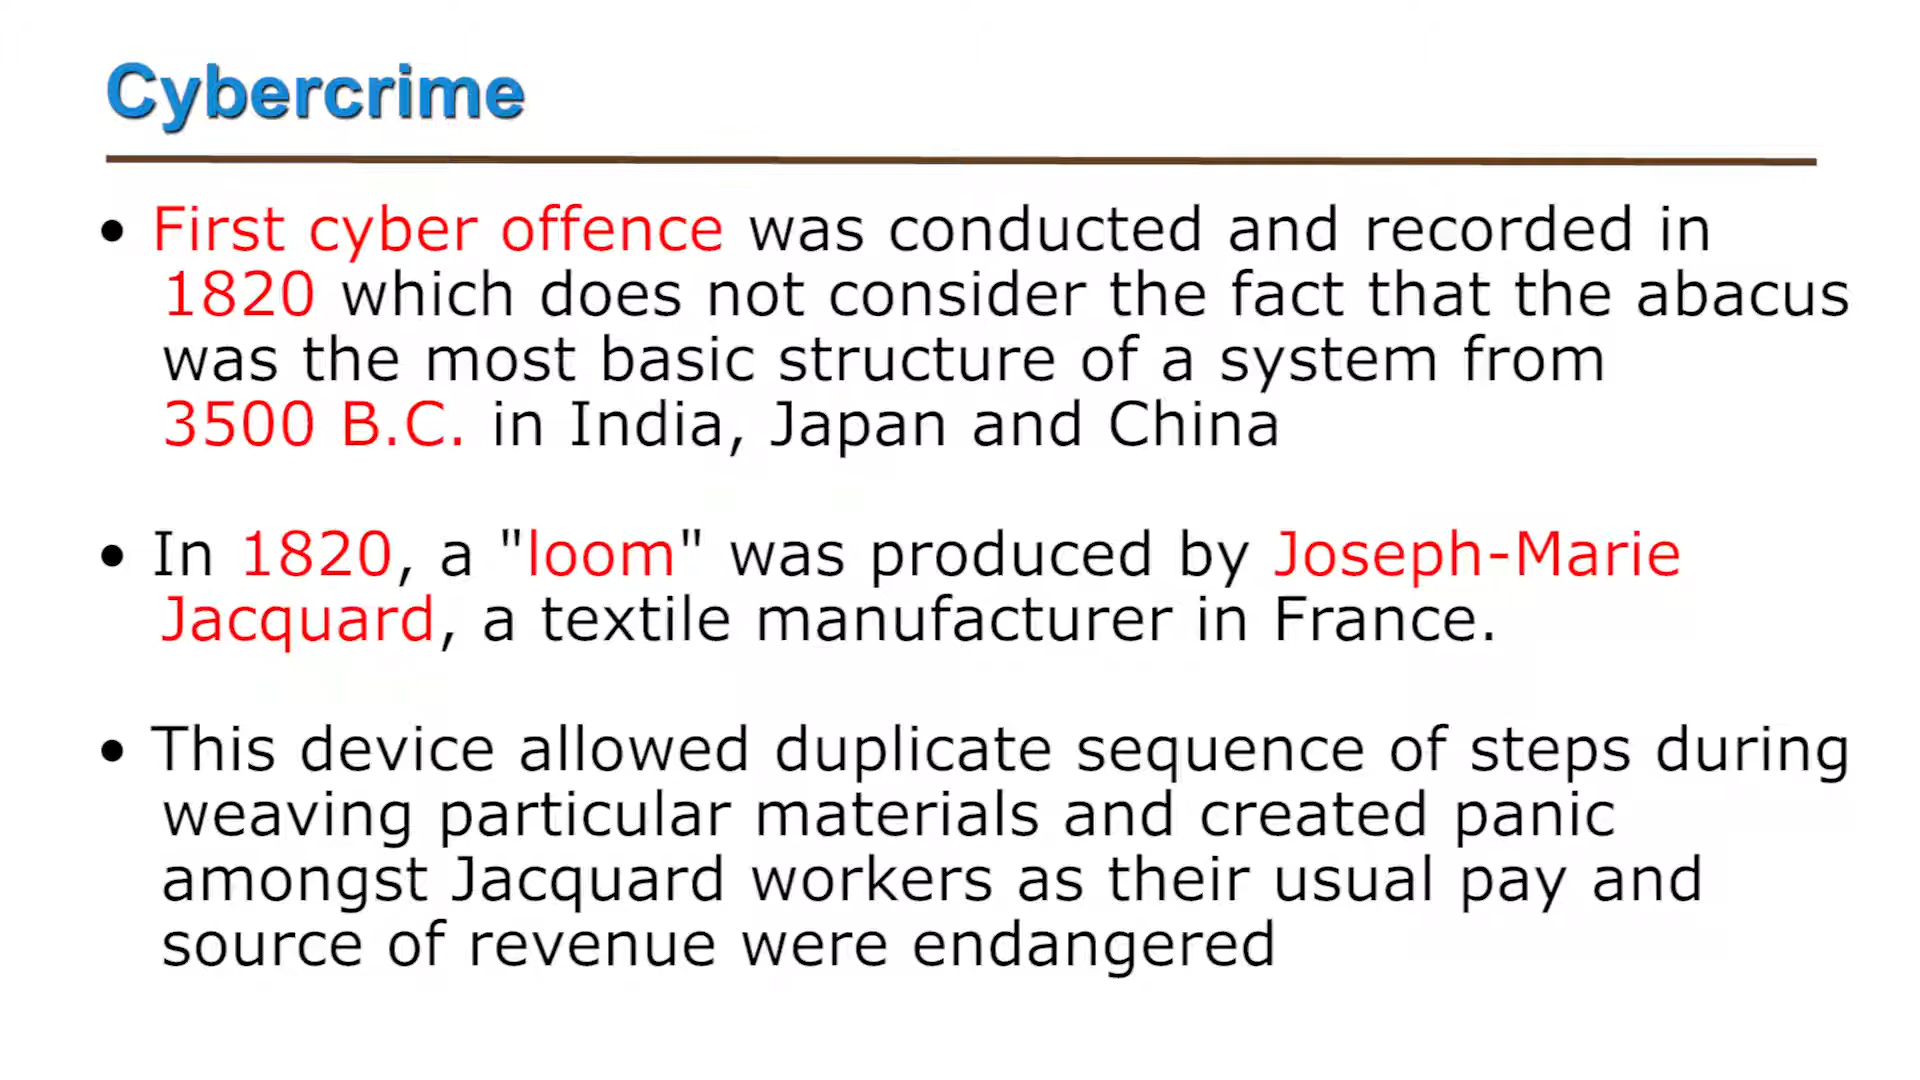 Cybercrime
• First cyber offence was conducted and recorded in
1820 which does not consider the fact that the abacus
was the most basic structure of a system from
3500 B.C. in India, Japan and China
• In 1820, a "loom" was produced by Joseph-Marie
Jacquard, a textile manufacturer in France.
• This device allowed duplicate sequence of steps during
weaving particular materials and created panic
amongst Jacquard workers as their usual pay and
source of revenue were endangered